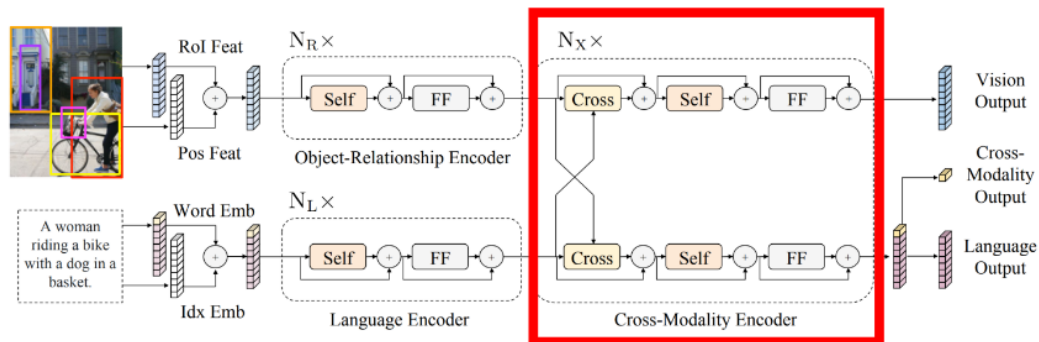 RoI Feat
Pos Feat
N_R×
Self
+
FF
+
Object-Relationship Encoder
N_X×
Cross
+
Self
+
FF
+
Vision
Output
Cross-
Modality
Output
A woman
riding a bike
with a dog in a
basket.
Word Emb
+
Idx Emb
N_L×
Self
+
FF
+
Language Encoder
Cross
+
Self
+
FF
+
Cross-Modality Encoder
Language
Output